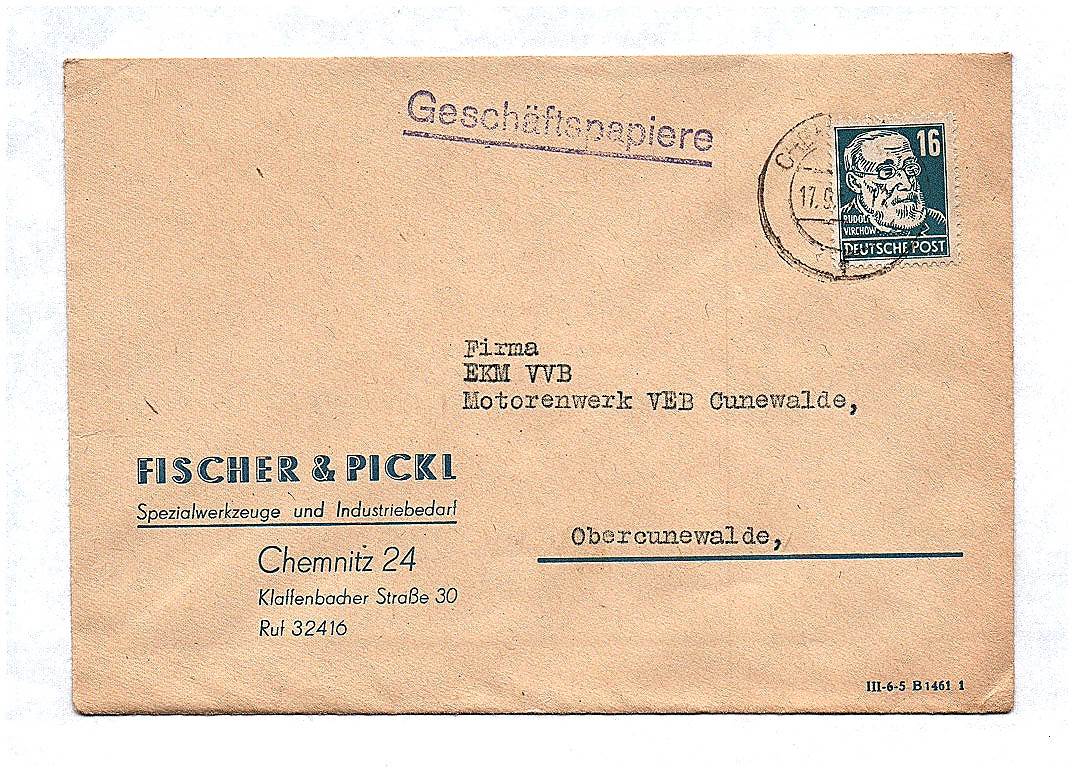 Geschäftspapiere
16
RUDOLF
VIRCHOW
DEUTSCHE POST
Firma
EKM VVB
Motorenwerk VEB Cunewalde,
FISCHER & PICKL
Spezialwerkzeuge und Industriebedarf
Obercunewalde,
Chemnitz 24
Klaffenbacher Straße 30
Ruf 32416
III-6-5 B 1461 1